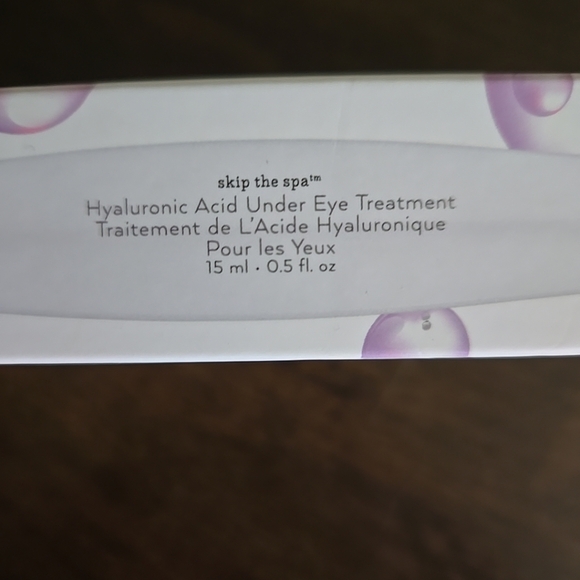 skip the spa™
Hyaluronic Acid Under Eye Treatment
Traitement de L'Acide Hyaluronique
Pour les Yeux
15 ml • 0.5 fl. oz